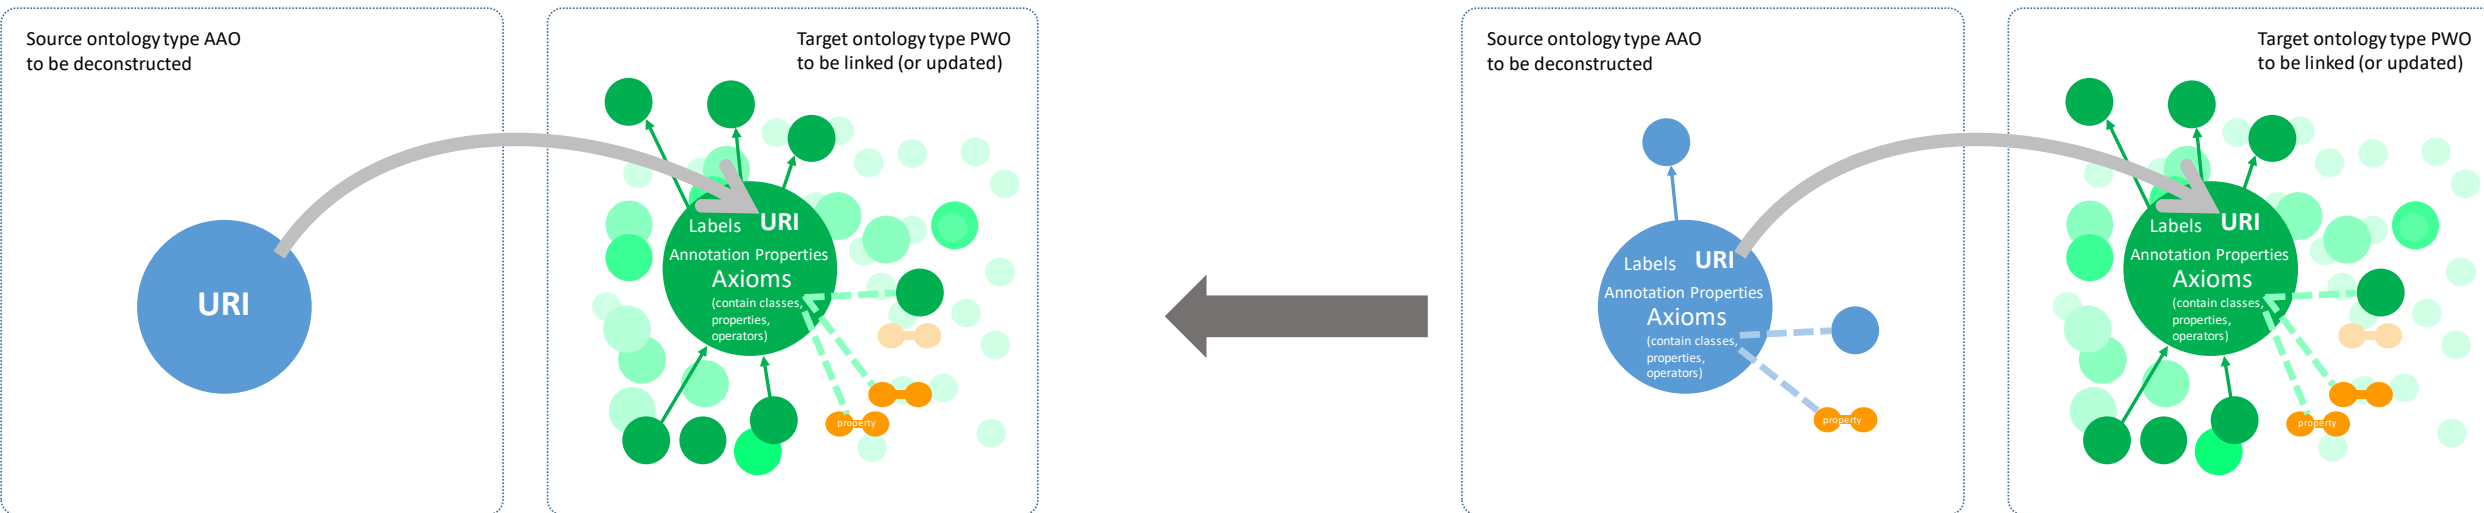 Source ontology type AAO
to be deconstructed
URI
Target ontology type PWO
to be linked (or updated)
Labels URI
Annotation Properties
Axioms
(contain classes,
properties,
operators)
property
Source ontology type AAO
to be deconstructed
Labels URI
Annotation Properties
Axioms
(contain classes,
properties,
operators)
property
Target ontology type PWO
to be linked (or updated)
Labels URI
Annotation Properties
Axioms
(contain classes,
properties,
operators)
property